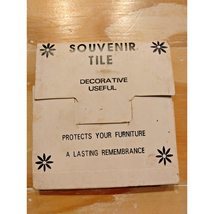 SOUVENIR
TILE
DECORATIVE
USEFUL
PROTECTS YOUR FURNITURE
A LASTING REMEMBRANCE